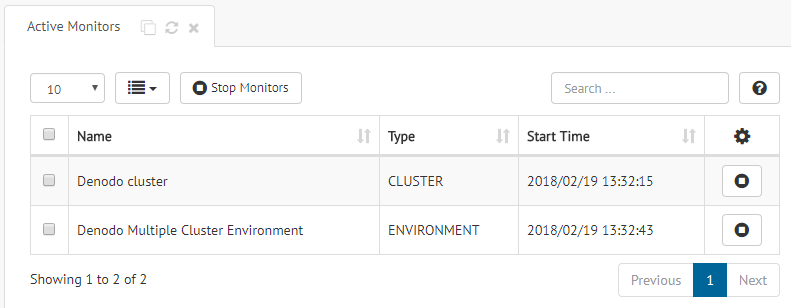 Active Monitors
10 Stop Monitors Search ...
Name Type Start Time
Denodo cluster CLUSTER 2018/02/19 13:32:15
Denodo Multiple Cluster Environment ENVIRONMENT 2018/02/19 13:32:43
Showing 1 to 2 of 2 Previous 1 Next